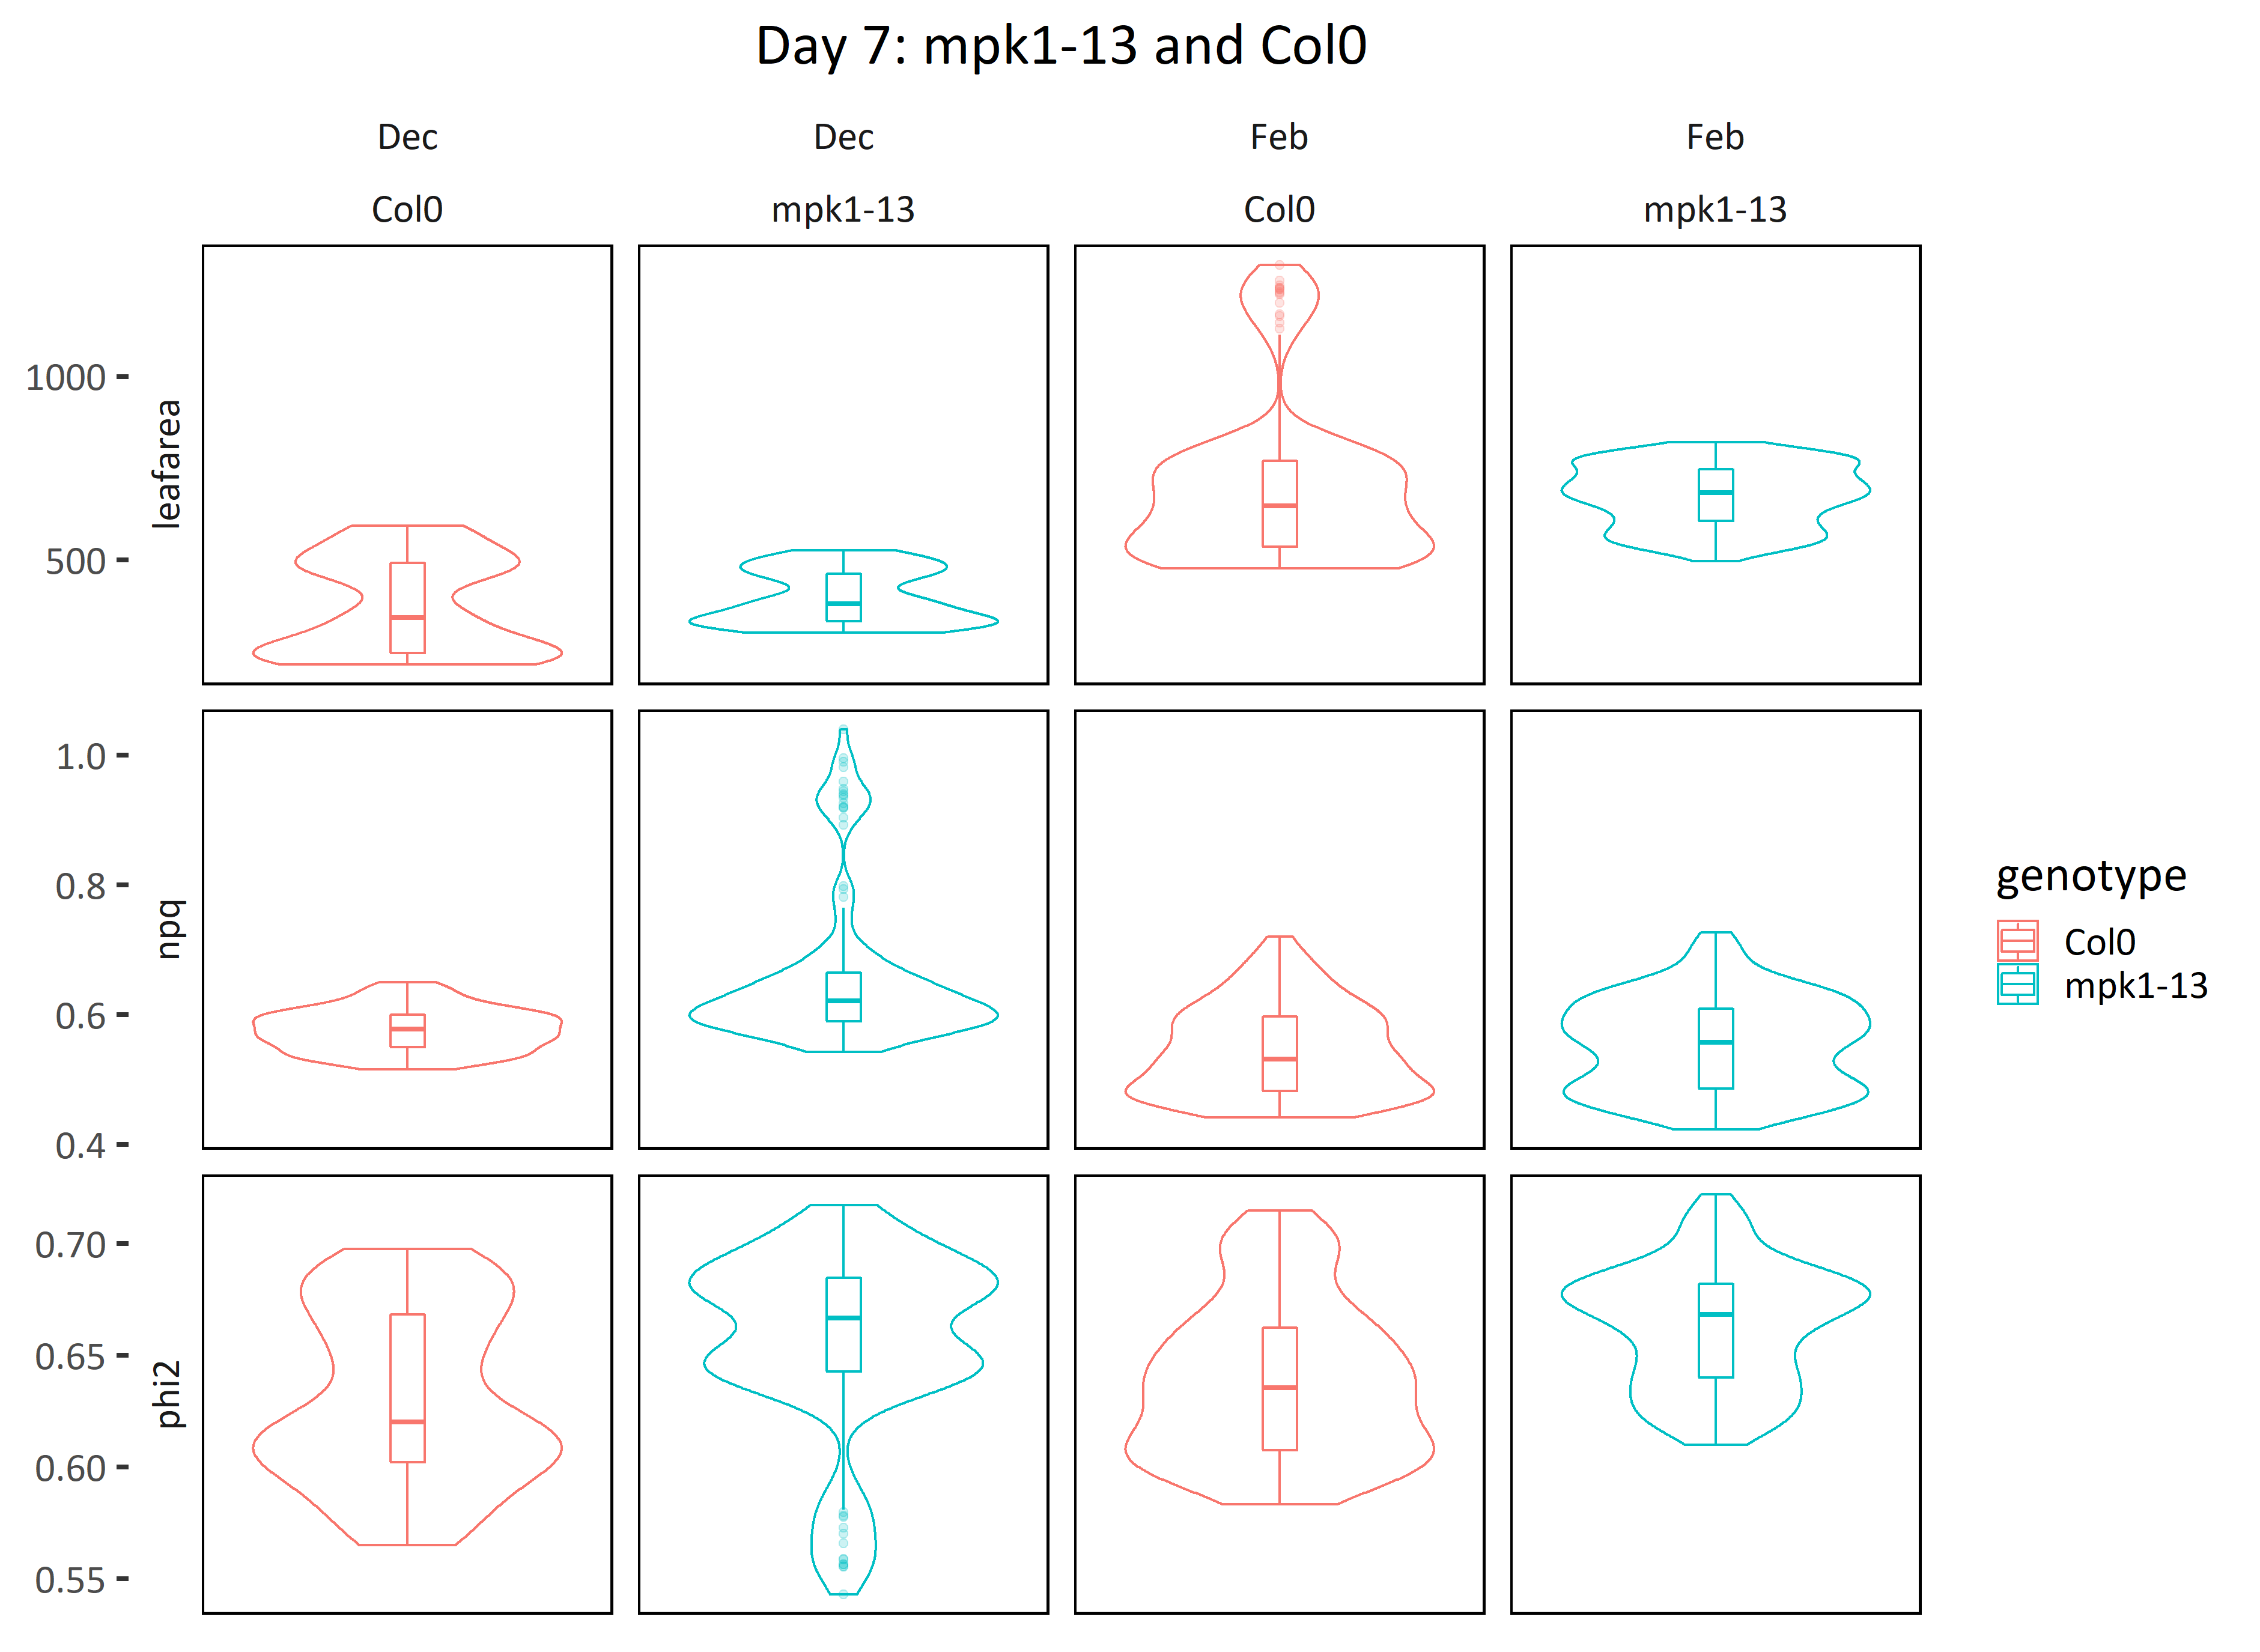 Day 7: mpk1-13 and Col0
Dec Dec Feb Feb
Col0 mpk1-13 Col0 mpk1-13
1000
leafarea
500
1.0
0.8
npq
0.6
0.4
genotype
Col0
mpk1-13
0.70
0.65
phi2
0.60
0.55